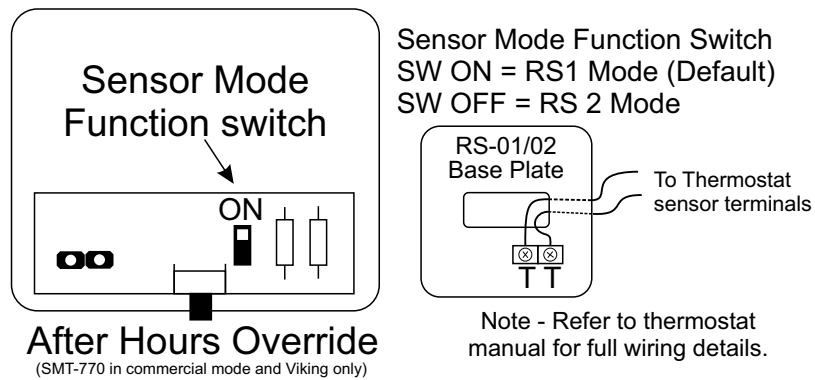 Sensor Mode
Function switch
ON
After Hours Override
(SMT-770 in commercial mode and Viking only)
Sensor Mode Function Switch
SW ON = RS1 Mode (Default)
SW OFF = RS 2 Mode
RS-01/02
Base Plate
To Thermostat
sensor terminals
T T
Note - Refer to thermostat
manual for full wiring details.